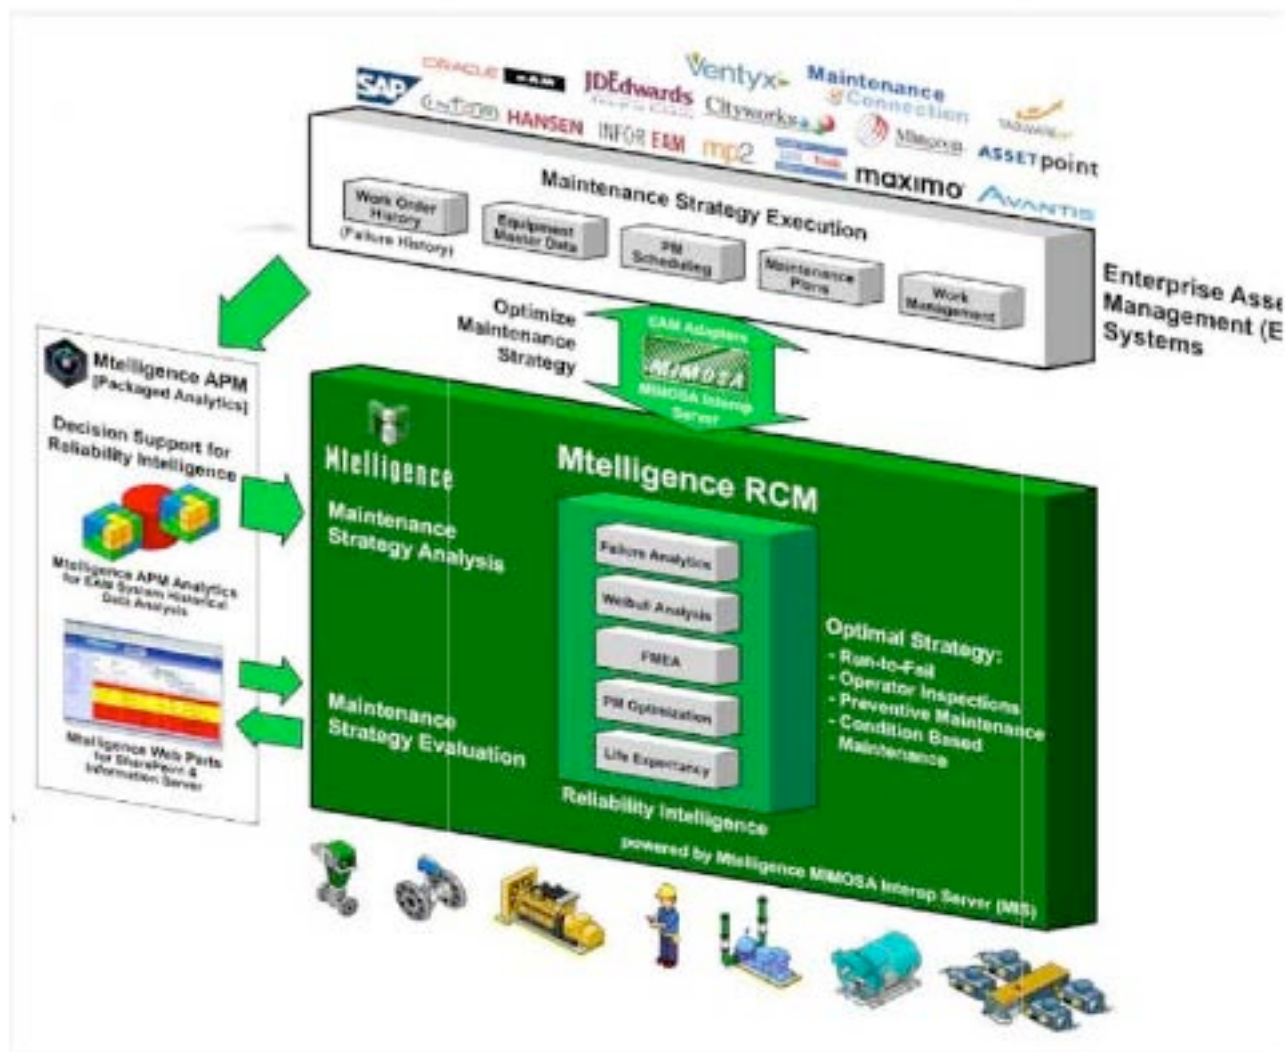 ORACLE
SAP
JDEdwards
Ventyx
Maintenance
Connection
HANSEN
INFOR EAM
Cityworks
mp2
maximo
ASSETpoint
AVANTIS
Maintenance Strategy Execution
Work Order
History
(Failure History)
Equipment
Master Data
PM
Scheduling
Maintenance
Plans
Work
Management
Enterprise Asse
Management (E
Systems
Optimize
Maintenance
Strategy
EAM Adapters
MIMOSA
MIMOSA Interop
Server
Mtelligence APM
[Packaged Analytics]
Decision Support for
Reliability Intelligence
Mtelligence APM Analytics
for EAM System Historical
Data Analysis
Mtelligence Web Parts
for SharePoint &
Information Server
Mtelligence
Maintenance
Strategy Analysis
Maintenance
Strategy Evaluation
Mtelligence RCM
Failure Analytics
Weibull Analysis
FMEA
PM Optimization
Life Expectancy
Reliability Intelligence
Optimal Strategy:
- Run-to-Fail
- Operator Inspections
- Preventive Maintenance
- Condition Based
Maintenance
powered by Mtelligence MIMOSA Interop Server (MIS)